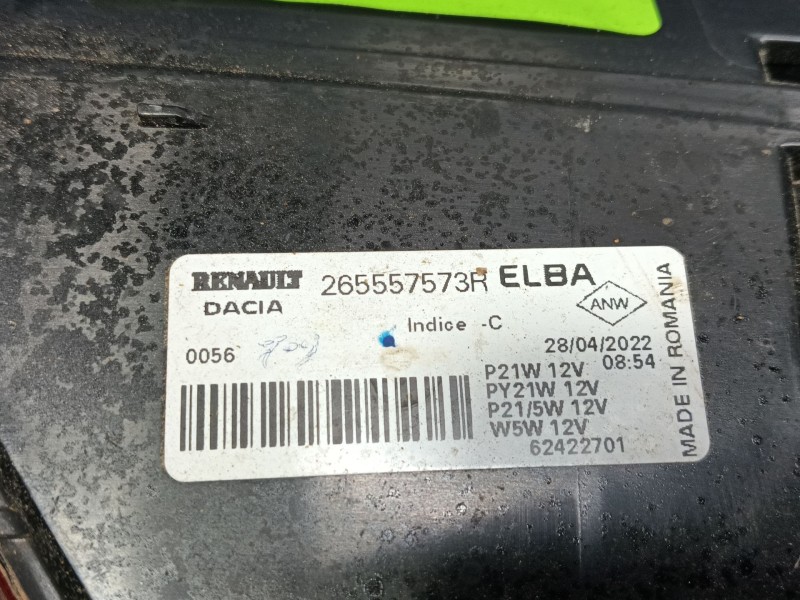 RENAULT 265557573R ELBA
DACIA
ANW
Indice -C
28/04/2022
0056
08:54
P21W 12V
PY21W 12V
P21/5W 12V
W5W 12V
62422701
MADE IN ROMANIA